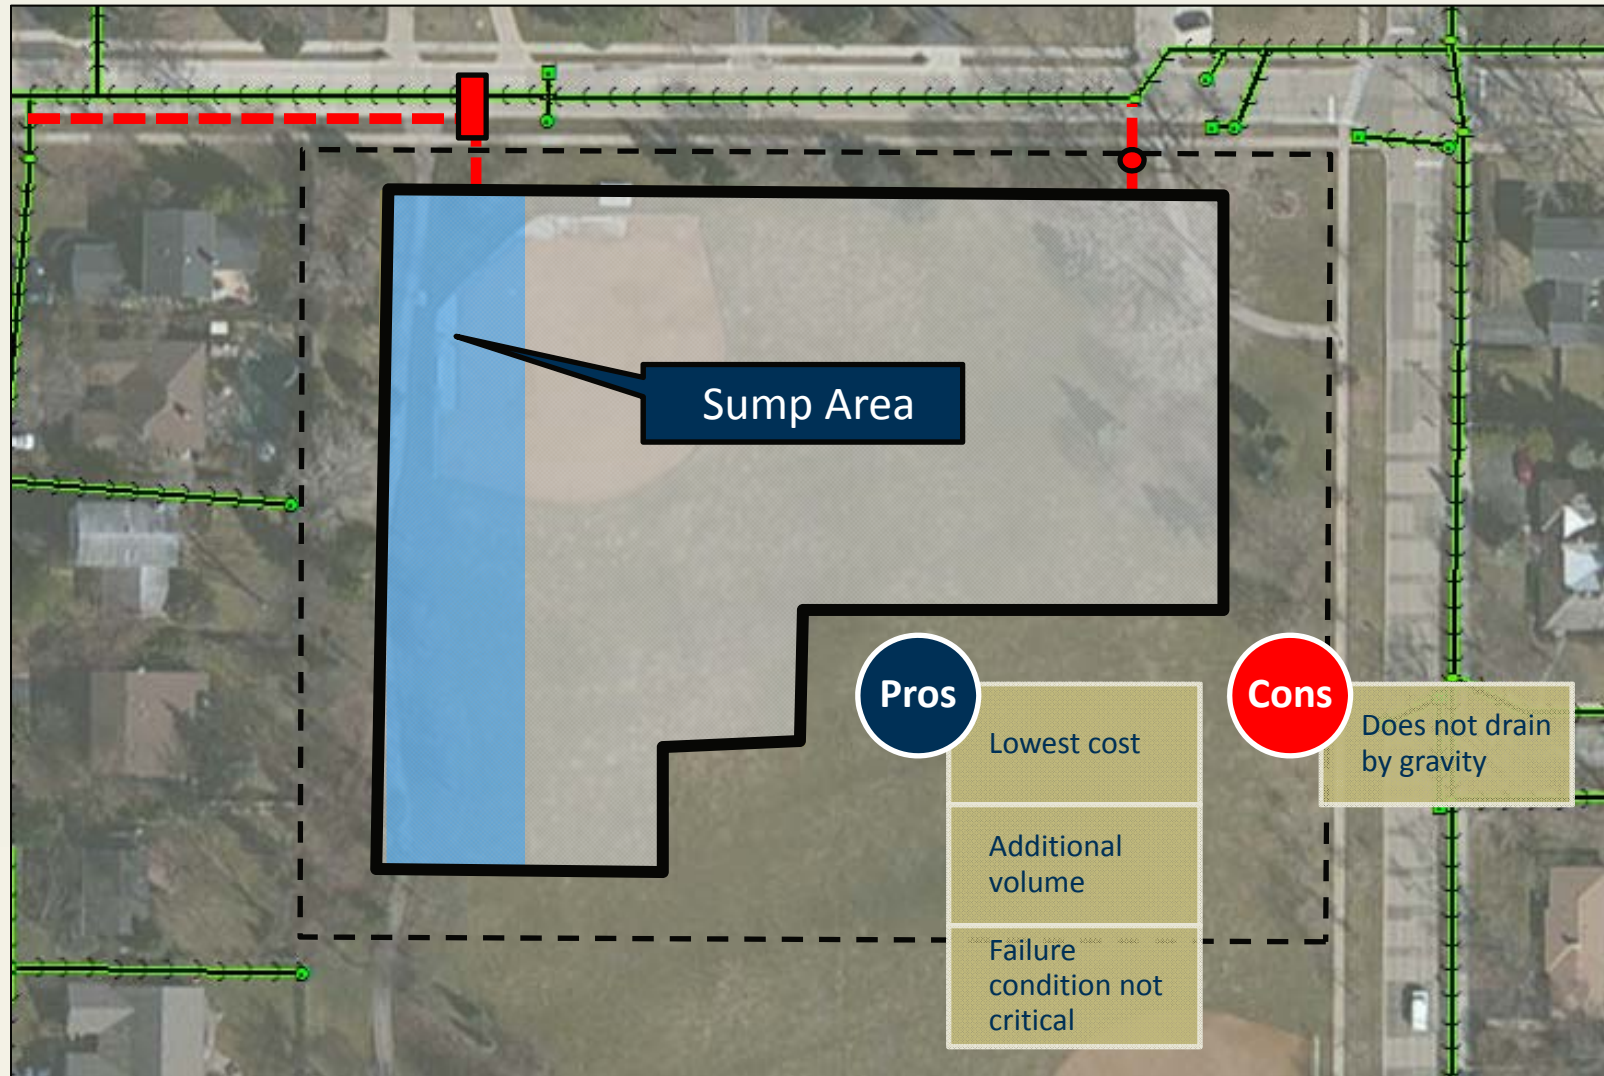 Sump Area
Pros
Lowest cost
Additional
volume
Failure
condition not
critical
Cons
Does not drain
by gravity